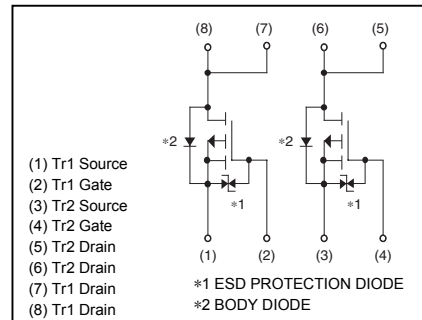 (8) (7) (6) (5)
*2 *2
*1 *1
(1) Tr1 Source
(2) Tr1 Gate
(3) Tr2 Source
(4) Tr2 Gate
(5) Tr2 Drain
(6) Tr2 Drain
(7) Tr1 Drain
(8) Tr1 Drain
(1) (2) (3) (4)
*1 ESD PROTECTION DIODE
*2 BODY DIODE